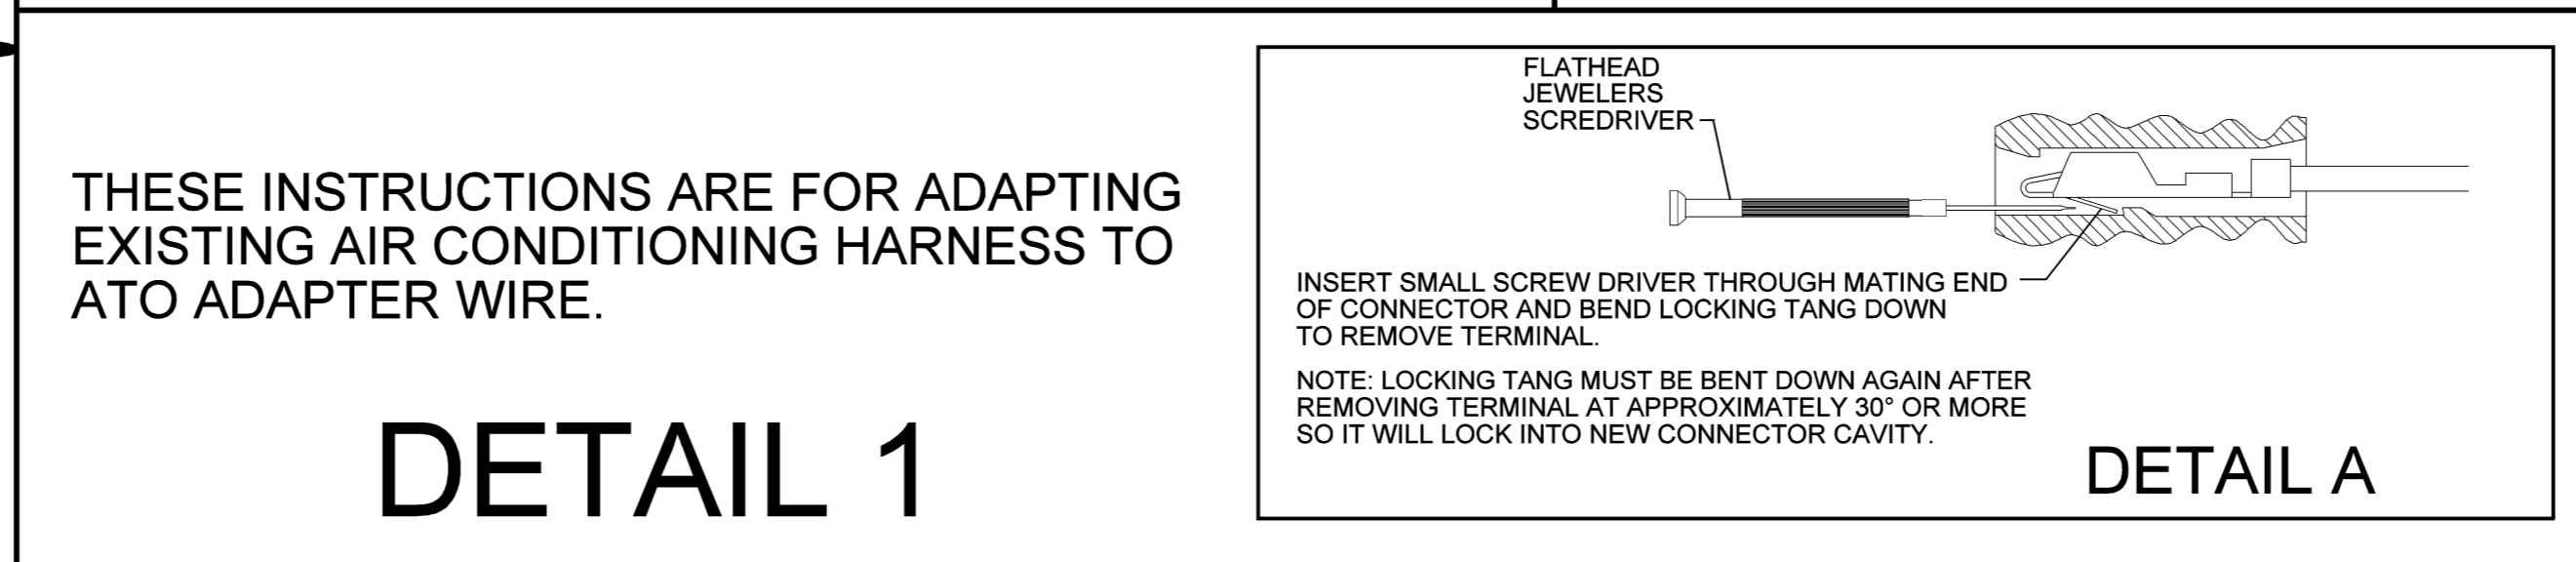 THESE INSTRUCTIONS ARE FOR ADAPTING
EXISTING AIR CONDITIONING HARNESS TO
ATO ADAPTER WIRE.
DETAIL 1
FLATHEAD
JEWELERS
SCREDRIVER
INSERT SMALL SCREW DRIVER THROUGH MATING END
OF CONNECTOR AND BEND LOCKING TANG DOWN
TO REMOVE TERMINAL.
NOTE: LOCKING TANG MUST BE BENT DOWN AGAIN AFTER
REMOVING TERMINAL AT APPROXIMATELY 30° OR MORE
SO IT WILL LOCK INTO NEW CONNECTOR CAVITY.
DETAIL A